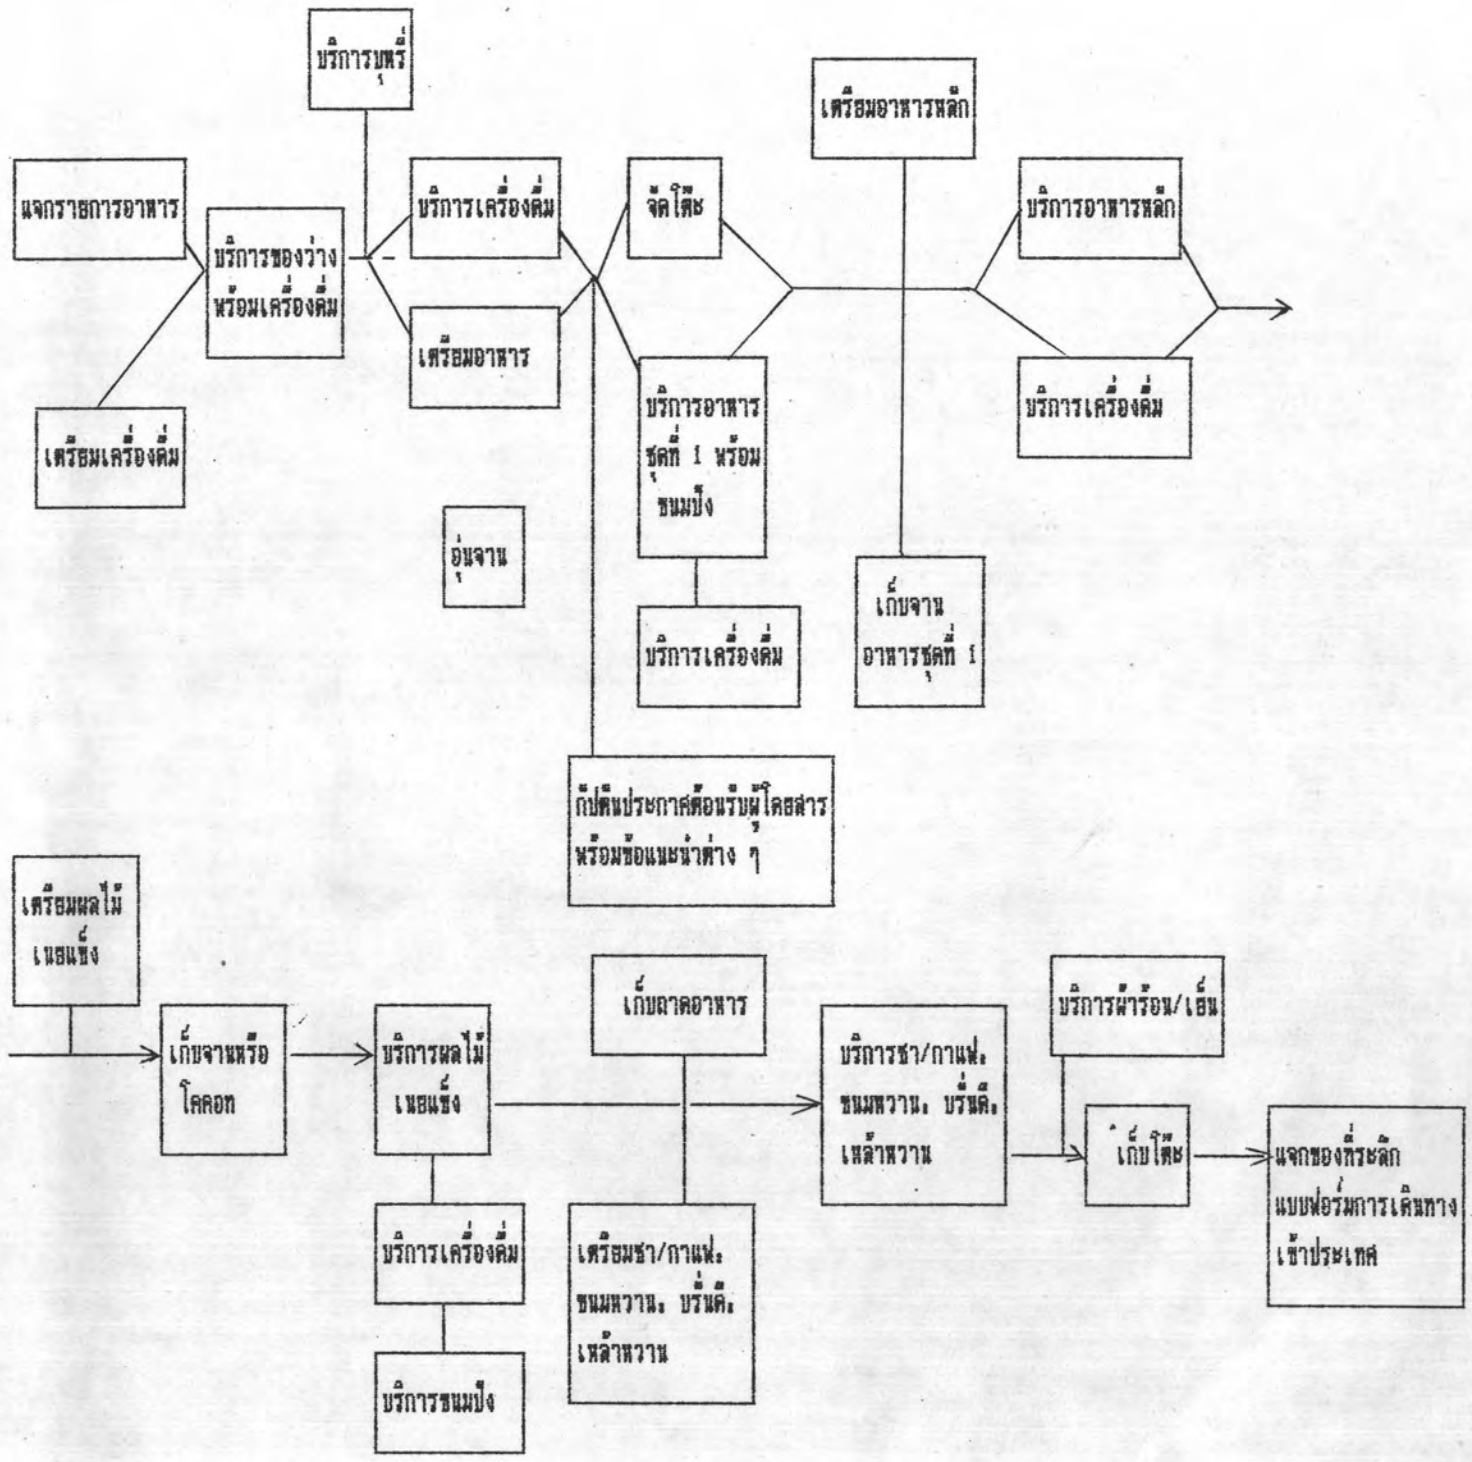 บริการบุหรี่
เตรียมอาหารหลัก
แจกรายการอาหาร
บริการเครื่องดื่ม
จัดโต๊ะ
บริการอาหารหลัก
บริการของว่าง
พร้อมเครื่องดื่ม
เตรียมอาหาร
บริการอาหาร
ชุดที่ 1 พร้อม
ขนมปัง
บริการเครื่องดื่ม
เตรียมเครื่องดื่ม
อุ่นจาน
เก็บจาน
อาหารชุดที่ 1
บริการเครื่องดื่ม
กัปตันประกาศต้อนรับผู้โดยสาร
พร้อมข้อแนะนำต่าง ๆ
เตรียมผลไม้
เนยแข็ง
เก็บถาดอาหาร
บริการผ้าร้อน/เย็น
เก็บจานหรือ
โคคอท
บริการผลไม้
เนยแข็ง
บริการชา/กาแฟ,
ขนมหวาน, บรั่นดี,
เหล้าหวาน
เก็บโต๊ะ
แจกของที่ระลึก
แบบฟอร์มการเดินทาง
เข้าประเทศ
บริการเครื่องดื่ม
เตรียมชา/กาแฟ,
ขนมหวาน, บรั่นดี,
เหล้าหวาน
บริการขนมปัง